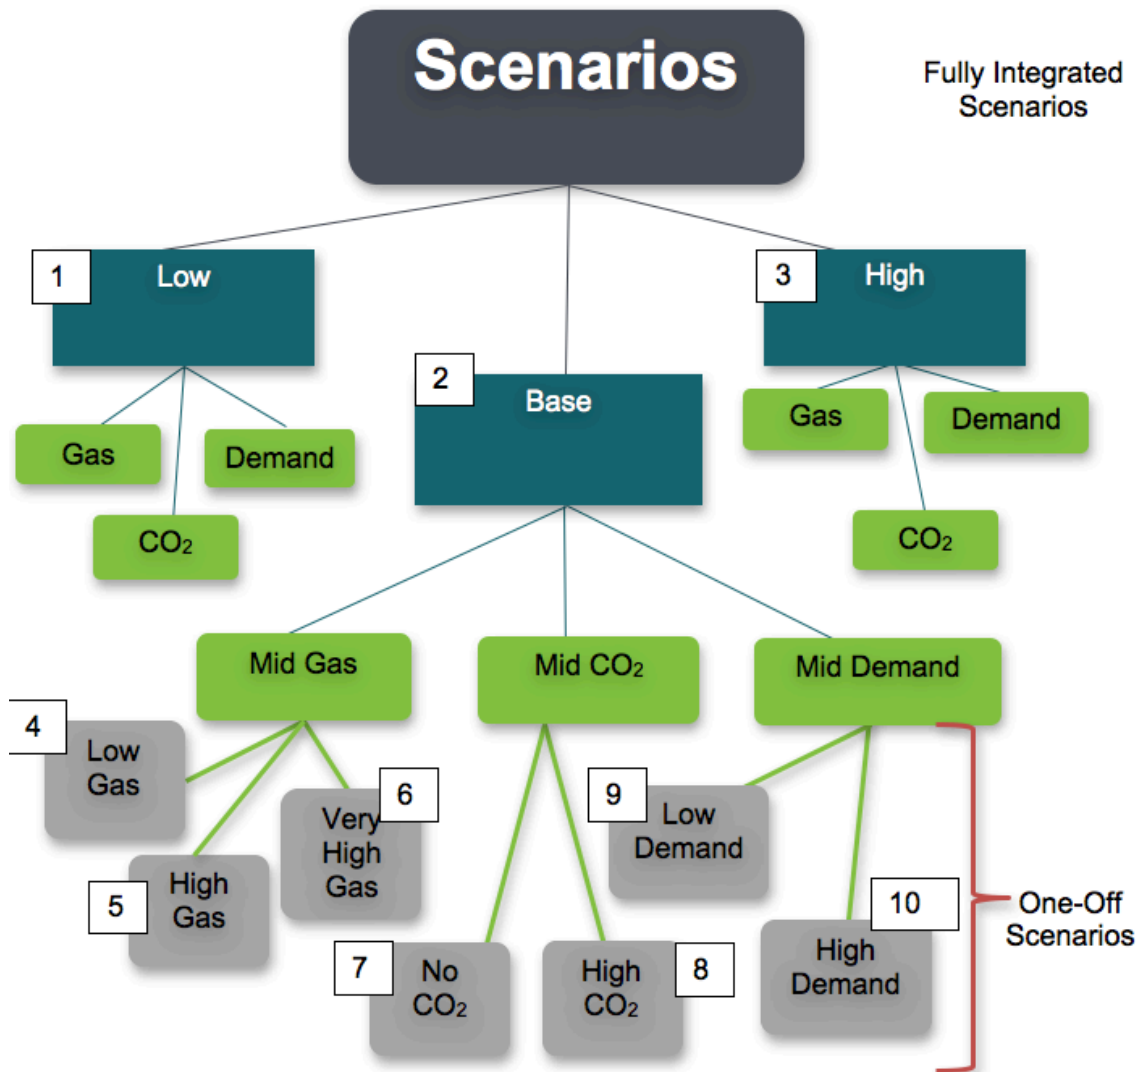 Scenarios
Fully Integrated
Scenarios
1
Low
3
High
2
Base
Gas
Demand
CO₂
Gas
Demand
CO₂
Mid Gas
Mid CO₂
Mid Demand
4
Low
Gas
5
High
Gas
6
Very
High
Gas
7
No
CO₂
8
High
CO₂
9
Low
Demand
10
High
Demand
One-Off
Scenarios